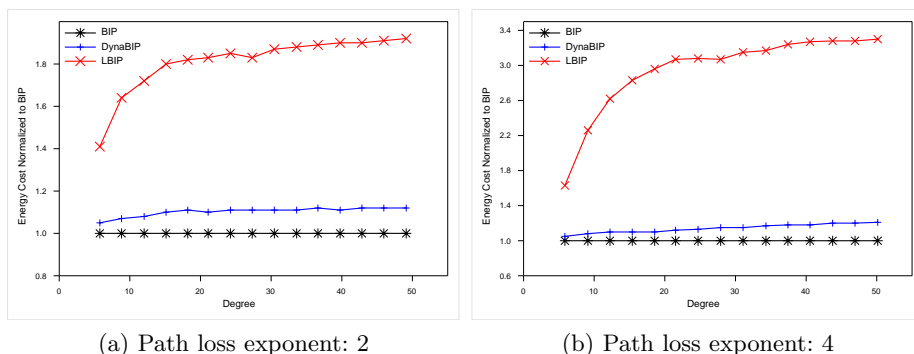 BIP
DynaBIP
LBIP
Energy Cost Normalized to BIP
1.8
1.6
1.4
1.2
1.0
0.8
0 10 20 30 40 50
Degree
(a) Path loss exponent: 2
BIP
DynaBIP
LBIP
Energy Cost Normalized to BIP
3.4
3.0
2.6
2.2
1.8
1.4
1.0
0.6
0 10 20 30 40 50
Degree
(b) Path loss exponent: 4